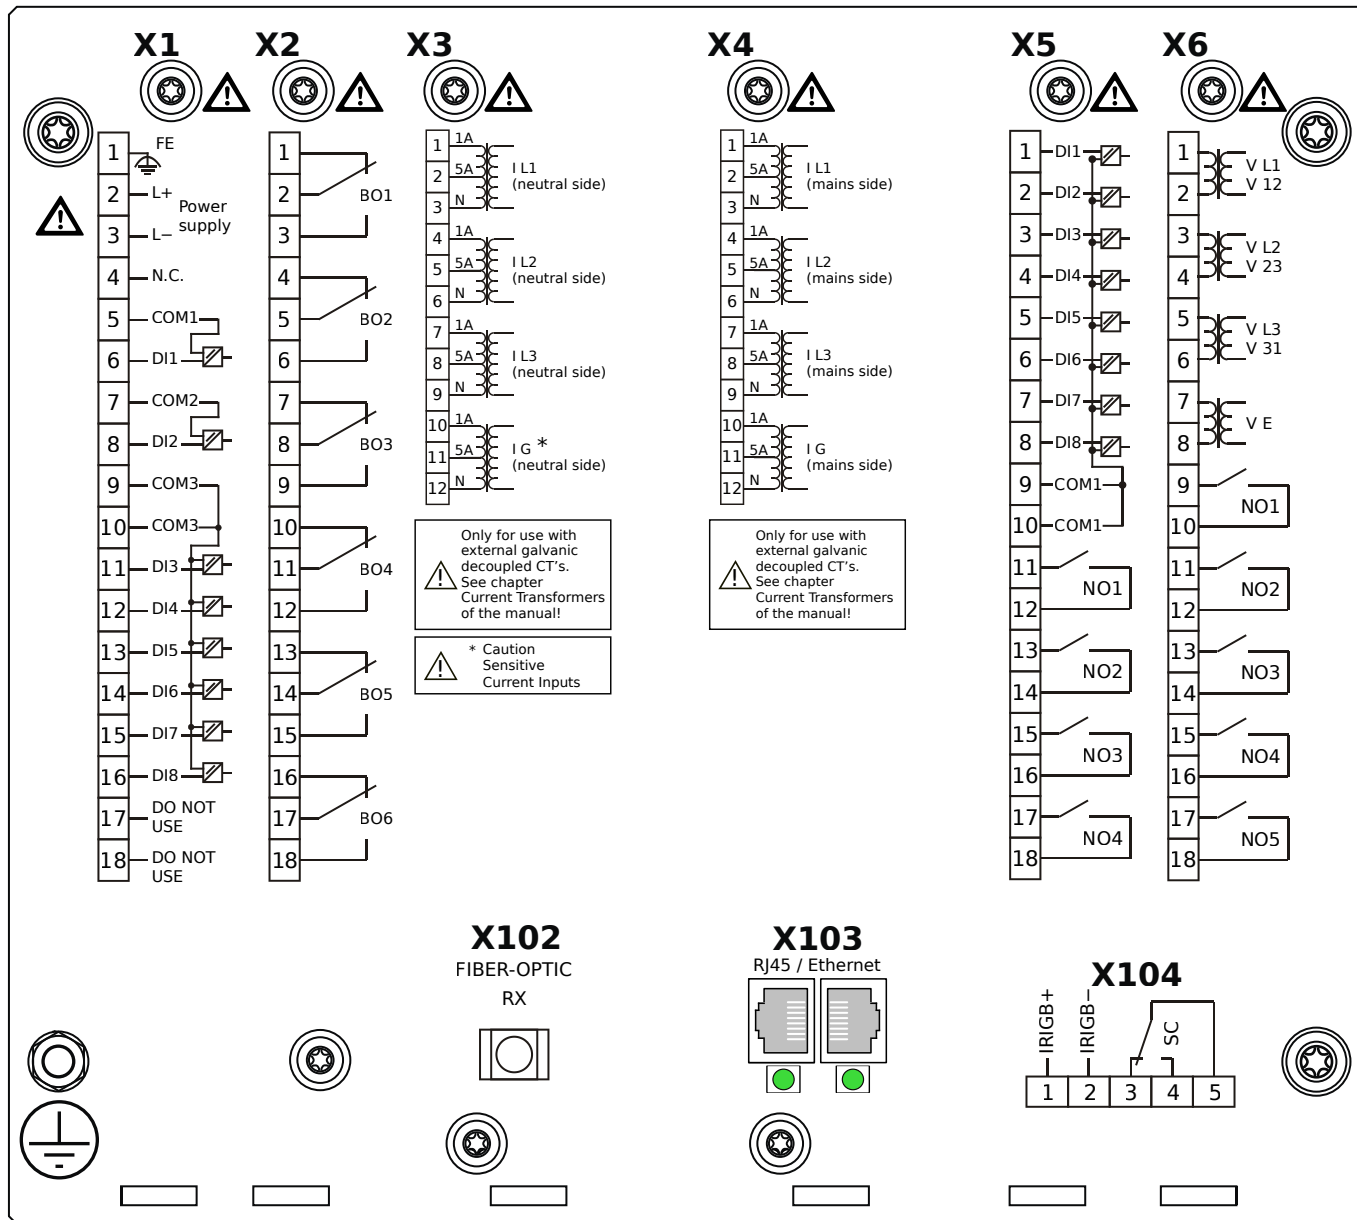 X1
1
FE
2
L+
Power
supply
3
L−
4
N.C.
5
COM1
6
DI1
7
COM2
8
DI2
9
COM3
10
COM3
11
DI3
12
DI4
13
DI5
14
DI6
15
DI7
16
DI8
17
DO NOT
USE
18
DO NOT
USE
X2
1
2
BO1
3
4
5
BO2
6
7
8
BO3
9
10
11
BO4
12
13
14
BO5
15
16
17
BO6
18
X3
1
1A
2
5A
I L1
(neutral side)
3
N
4
1A
5
5A
I L2
(neutral side)
6
N
7
1A
8
5A
I L3
(neutral side)
9
N
10
1A
11
5A
I G *
(neutral side)
12
N
Only for use with
external galvanic
decoupled CT's.
See chapter
Current Transformers
of the manual!
* Caution
Sensitive
Current Inputs
X4
1
1A
2
5A
I L1
(mains side)
3
N
4
1A
5
5A
I L2
(mains side)
6
N
7
1A
8
5A
I L3
(mains side)
9
N
10
1A
11
5A
I G
(mains side)
12
N
Only for use with
external galvanic
decoupled CT's.
See chapter
Current Transformers
of the manual!
X5
1
DI1
2
DI2
3
DI3
4
DI4
5
DI5
6
DI6
7
DI7
8
DI8
9
COM1
10
COM1
11
NO1
12
13
NO2
14
15
NO3
16
17
NO4
18
X6
1
V L1
V 12
2
3
V L2
V 23
4
5
V L3
V 31
6
7
V E
8
9
NO1
10
11
NO2
12
13
NO3
14
15
NO4
16
17
NO5
18
X102
FIBER-OPTIC
RX
X103
RJ45 / Ethernet
X104
IRIGB+
IRIGB−
SC
1 2 3 4 5